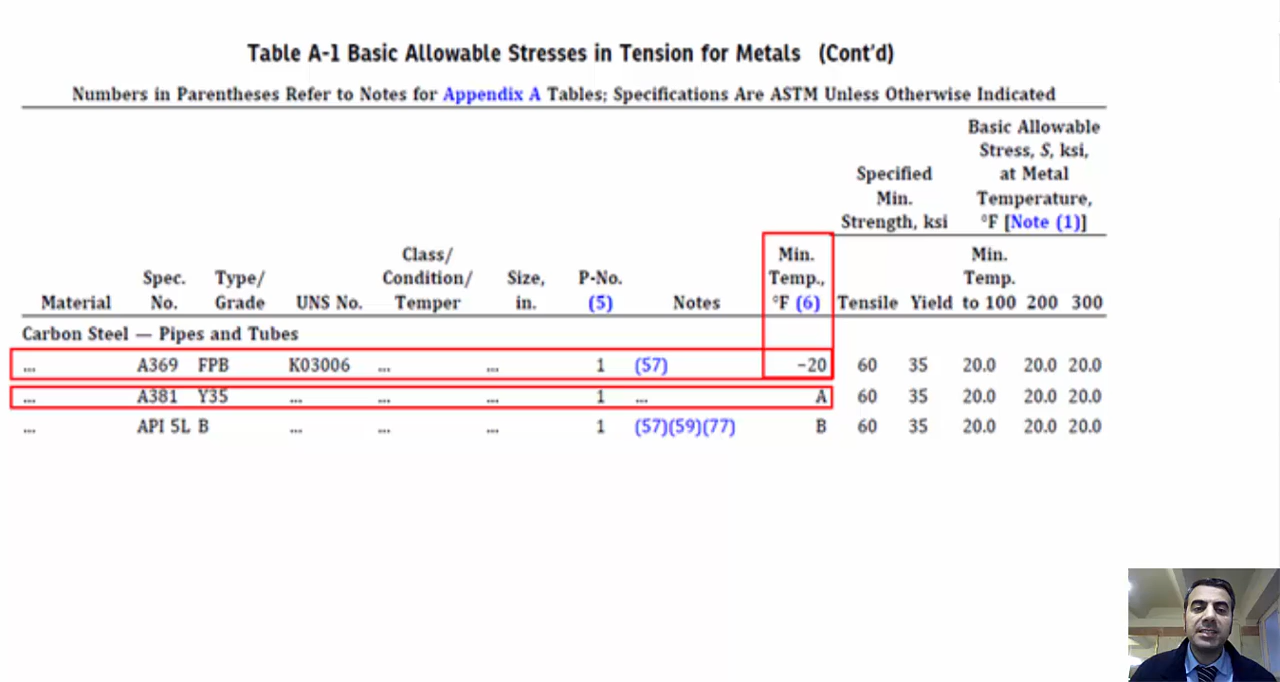 Table A-1 Basic Allowable Stresses in Tension for Metals (Cont'd)
Numbers in Parentheses Refer to Notes for Appendix A Tables; Specifications Are ASTM Unless Otherwise Indicated
Basic Allowable
Stress, S, ksi,
Specified at Metal
Min. Temperature,
Strength, ksi °F [Note (1)]
Class/ Min. Min.
Spec. Type/ Condition/ Size, P-No. Temp., Temp.
Material No. Grade UNS No. Temper in. (5) Notes °F (6) Tensile Yield to 100 200 300
Carbon Steel — Pipes and Tubes
... A369 FPB K03006 ... ... 1 (57) −20 60 35 20.0 20.0 20.0
... A381 Y35 ... ... ... 1 ... A 60 35 20.0 20.0 20.0
... API 5L B ... ... ... 1 (57)(59)(77) B 60 35 20.0 20.0 20.0